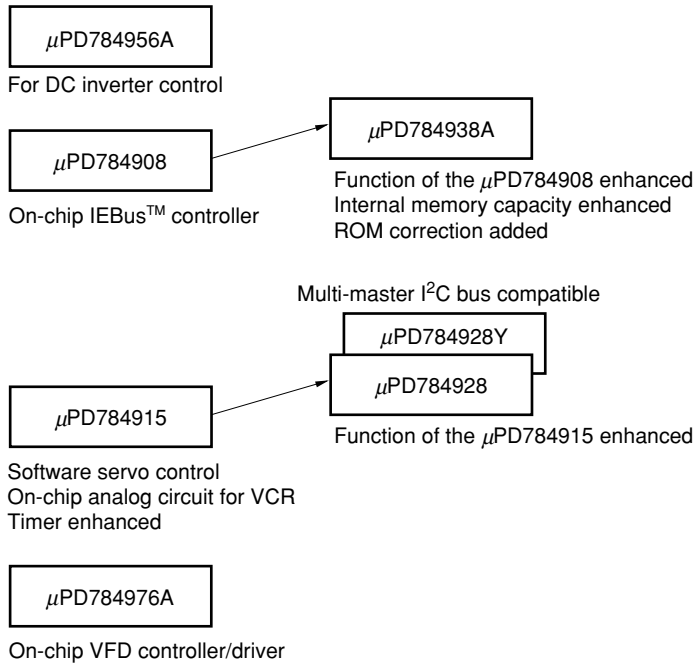 μPD784956A
For DC inverter control
μPD784908
On-chip IEBus™ controller
μPD784938A
Function of the μPD784908 enhanced
Internal memory capacity enhanced
ROM correction added
Multi-master I²C bus compatible
μPD784928Y
μPD784928
Function of the μPD784915 enhanced
μPD784915
Software servo control
On-chip analog circuit for VCR
Timer enhanced
μPD784976A
On-chip VFD controller/driver